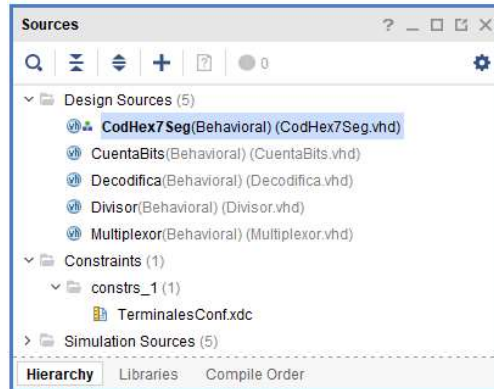 Sources
0
Design Sources (5)
CodHex7Seg(Behavioral) (CodHex7Seg.vhd)
CuentaBits(Behavioral) (CuentaBits.vhd)
Decodifica(Behavioral) (Decodifica.vhd)
Divisor(Behavioral) (Divisor.vhd)
Multiplexor(Behavioral) (Multiplexor.vhd)
Constraints (1)
constrs_1 (1)
TerminalesConf.xdc
Simulation Sources (5)
Hierarchy Libraries Compile Order